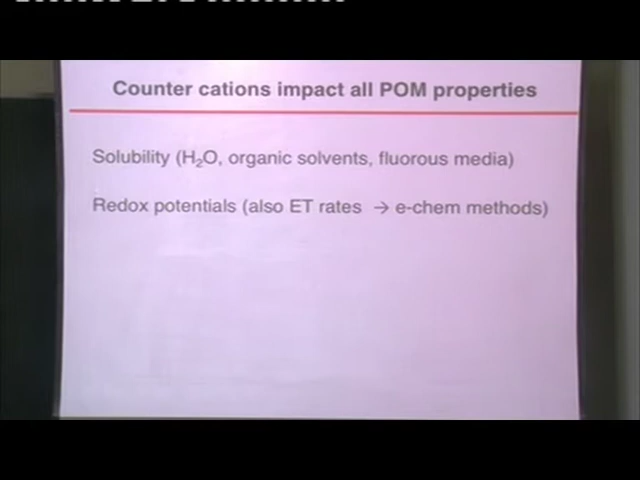 Counter cations impact all POM properties
Solubility (H₂O, organic solvents, fluorous media)
Redox potentials (also ET rates → e-chem methods)